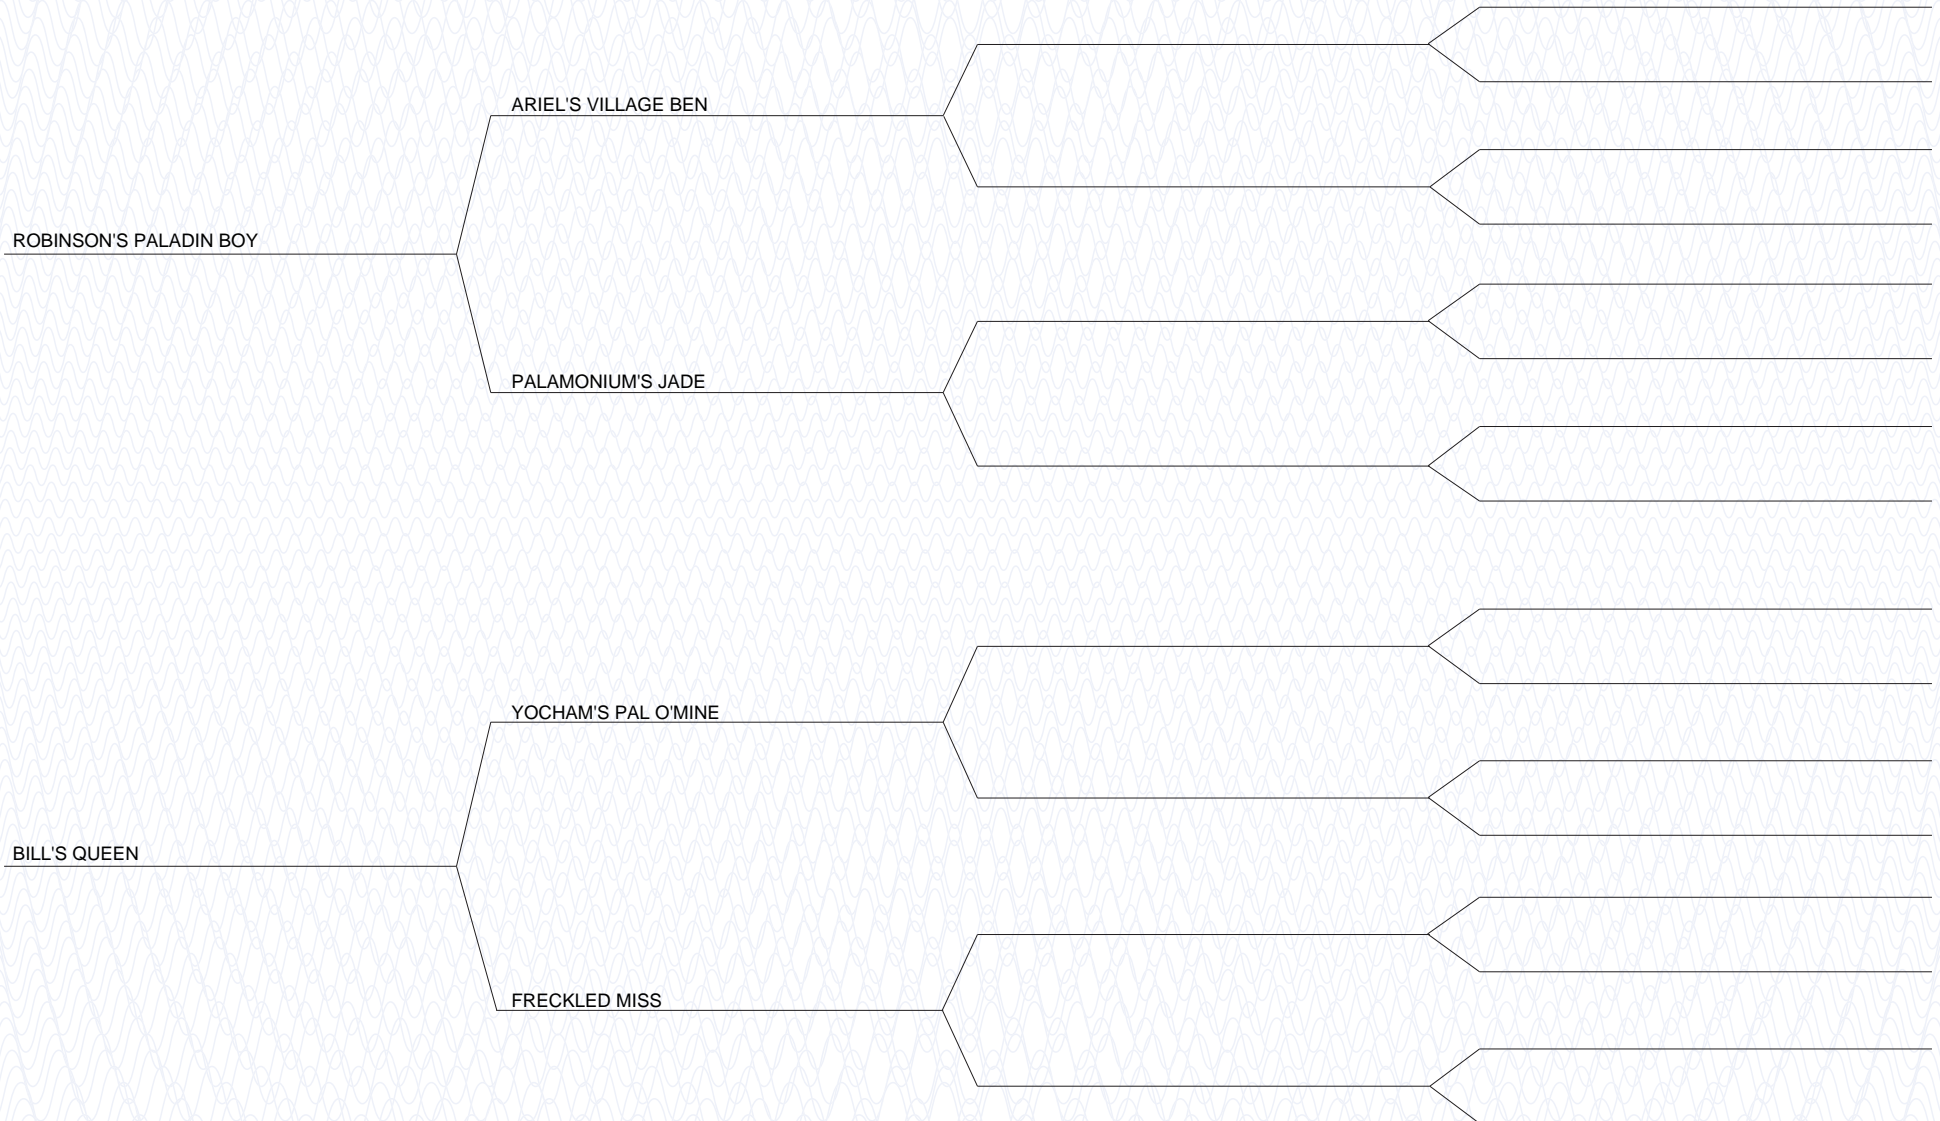 ARIEL'S VILLAGE BEN
ROBINSON'S PALADIN BOY
PALAMONIUM'S JADE
YOCHAM'S PAL O'MINE
BILL'S QUEEN
FRECKLED MISS